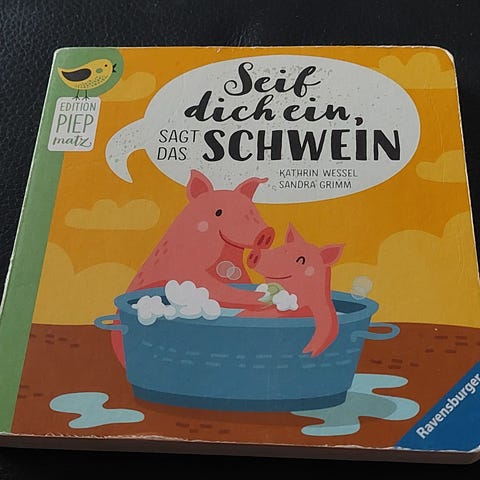 EDITION
PIEP
matz
Seif
dich ein,
SAGT
DAS SCHWEIN
KATHRIN WESSEL
SANDRA GRIMM
Ravensburger